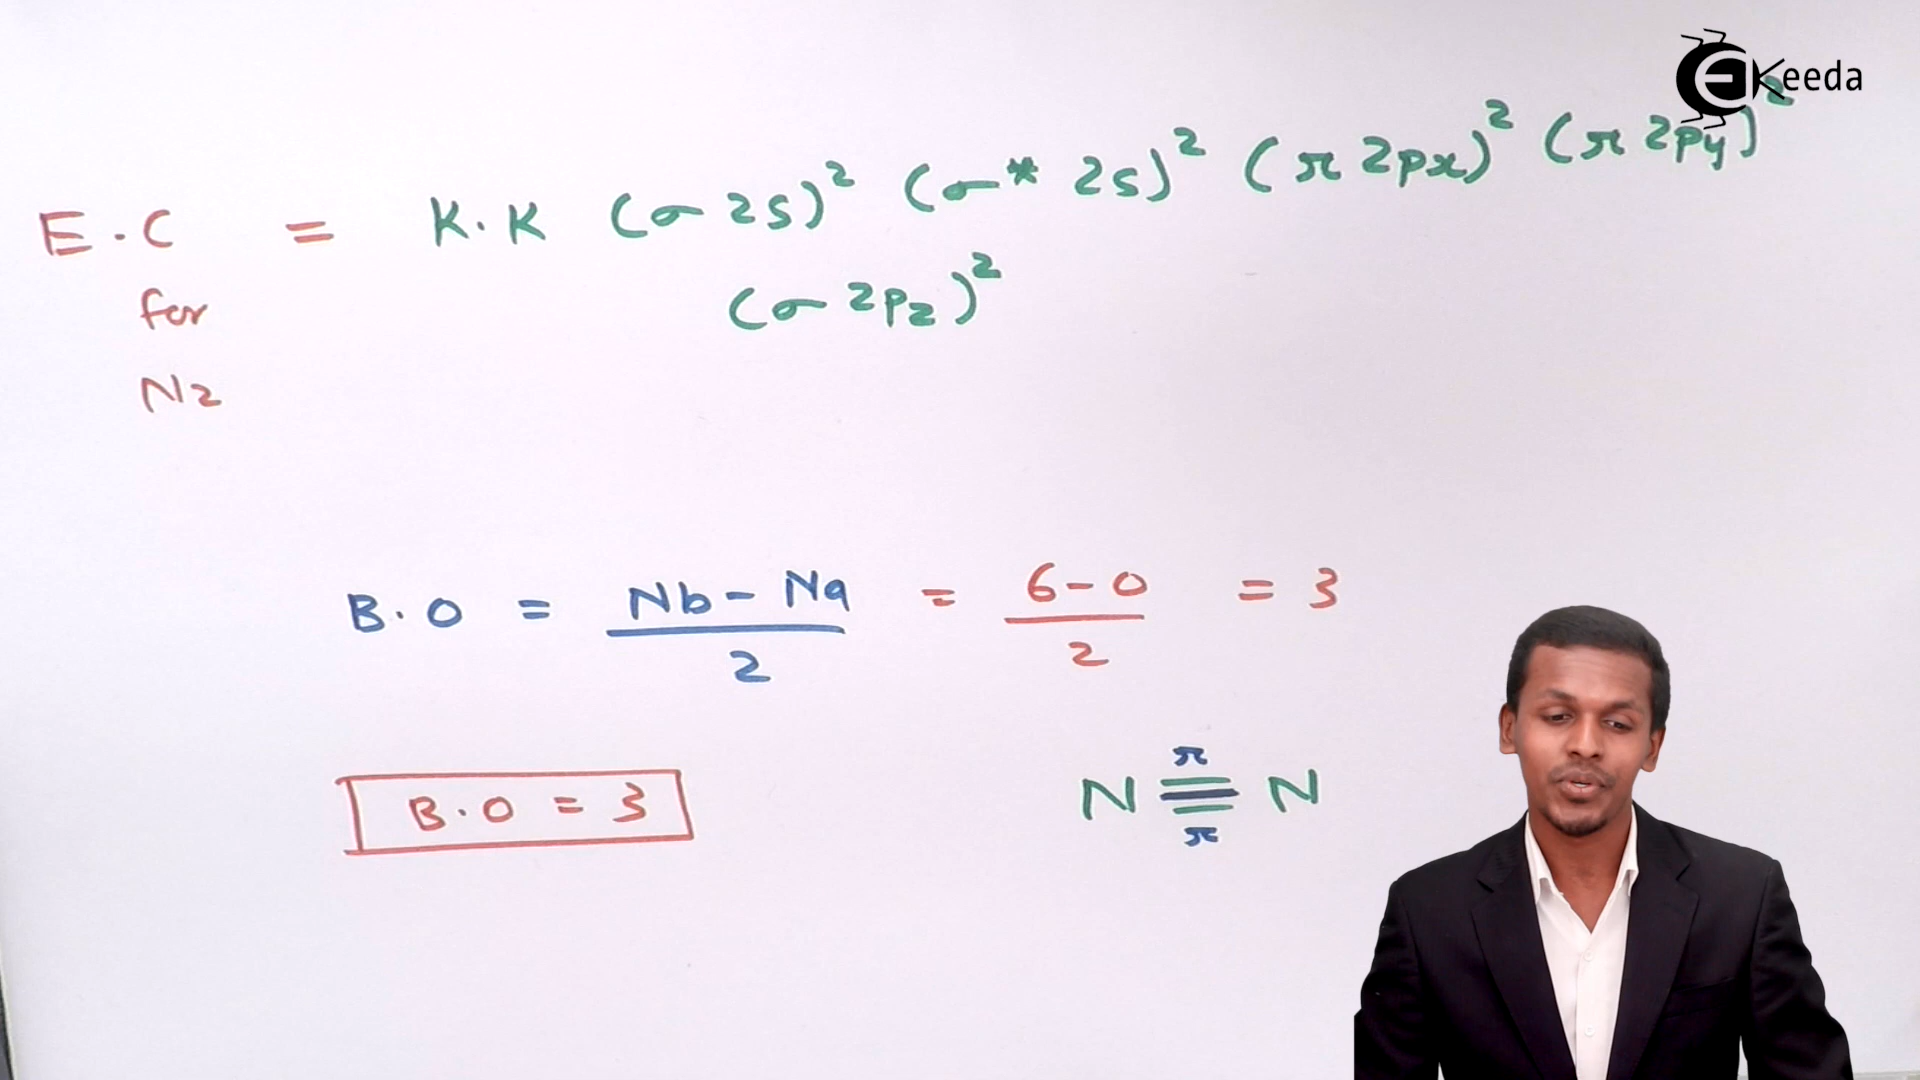 EKeeda
E.C = K.K (σ 2s)² (σ* 2s)² (π 2px)² (π 2py)²
for (σ 2pz)²
N2
B.O = Nb - Na / 2 = 6 - 0 / 2 = 3
π
B.O = 3 N ≡ N
π